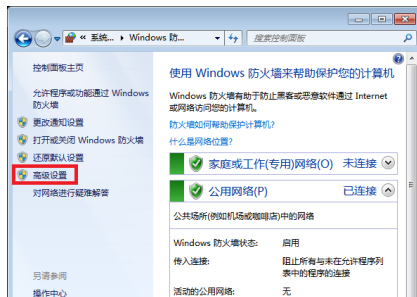 « 系统... ▸ Windows 防...
搜索控制面板
控制面板主页
允许程序或功能通过 Windows
防火墙
更改通知设置
打开或关闭 Windows 防火墙
还原默认设置
高级设置
对网络进行疑难解答
另请参阅
操作中心
使用 Windows 防火墙来帮助保护您的计算机
Windows 防火墙有助于防止黑客或恶意软件通过 Internet
或网络访问您的计算机。
防火墙如何帮助保护计算机?
什么是网络位置?
家庭或工作(专用)网络(O) 未连接
公用网络(P) 已连接
公共场所(例如机场或咖啡店)中的网络
Windows 防火墙状态: 启用
传入连接: 阻止所有与未在允许程序列
表中的程序的连接
活动的公用网络: 无